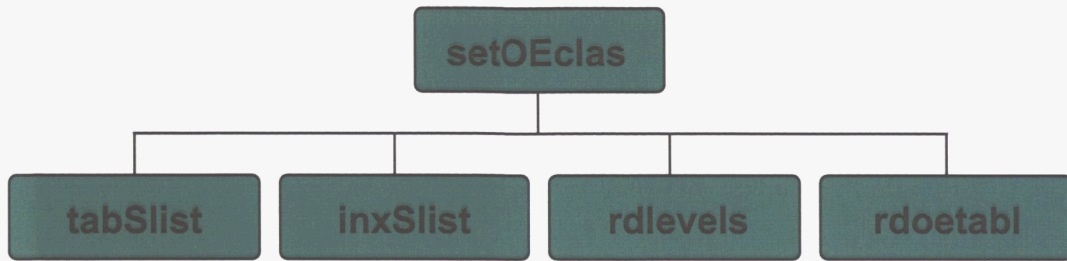 setOEclas
tabSlist
inxSlist
rdlevels
rdoetabl